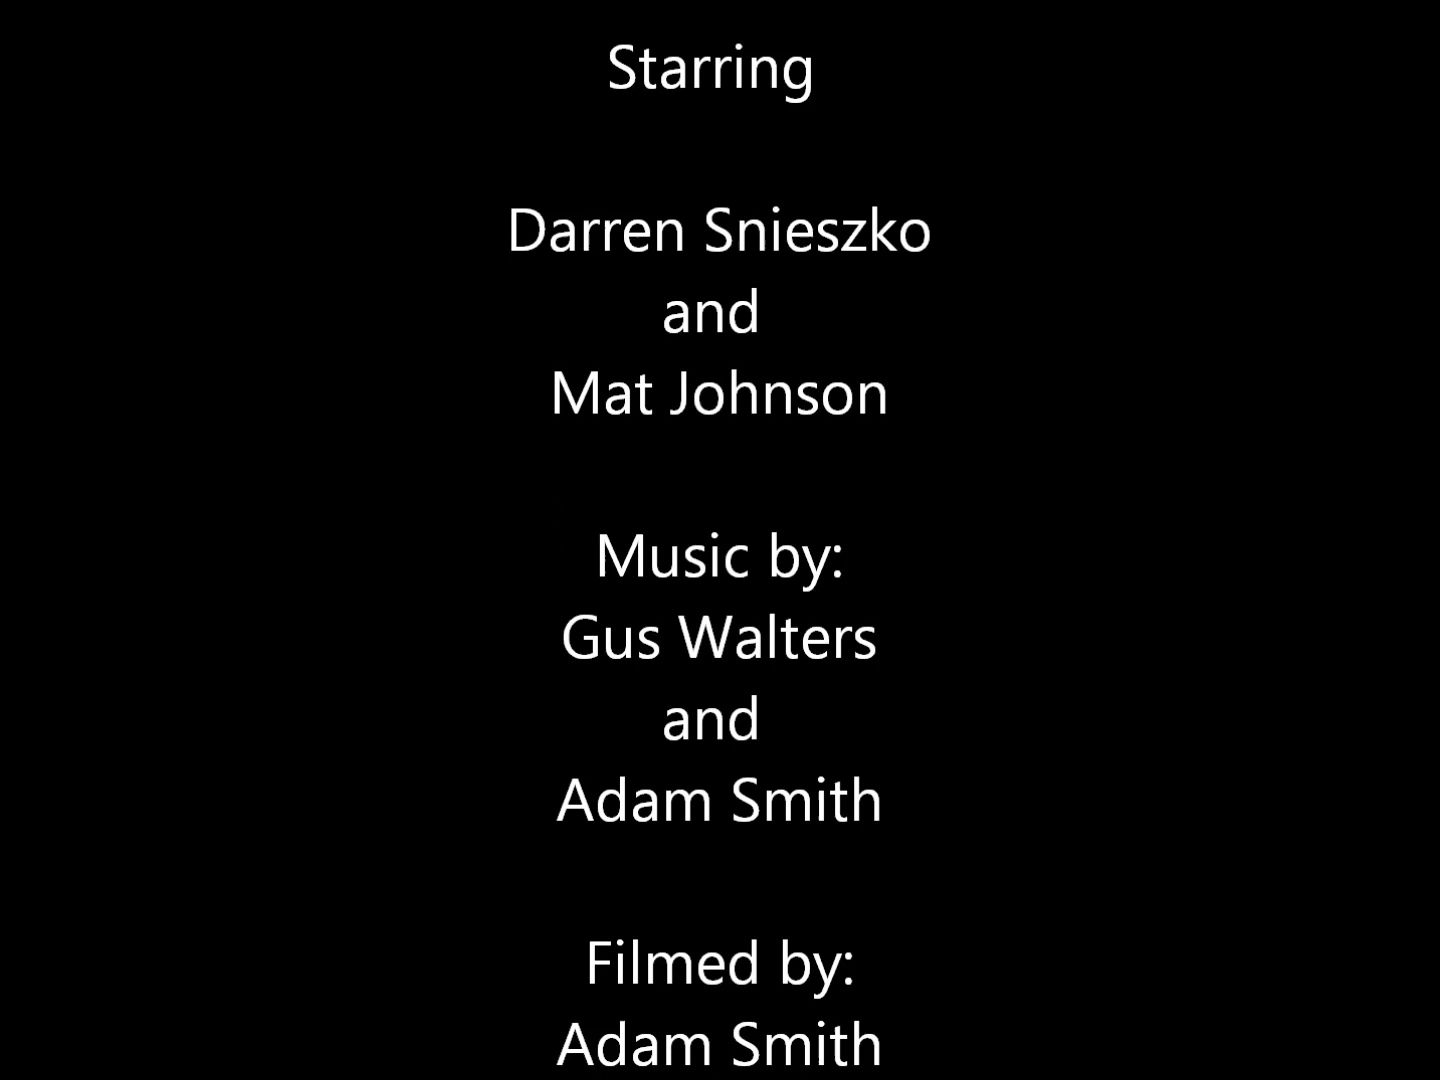 Starring
Darren Snieszko
and
Mat Johnson
Music by:
Gus Walters
and
Adam Smith
Filmed by:
Adam Smith